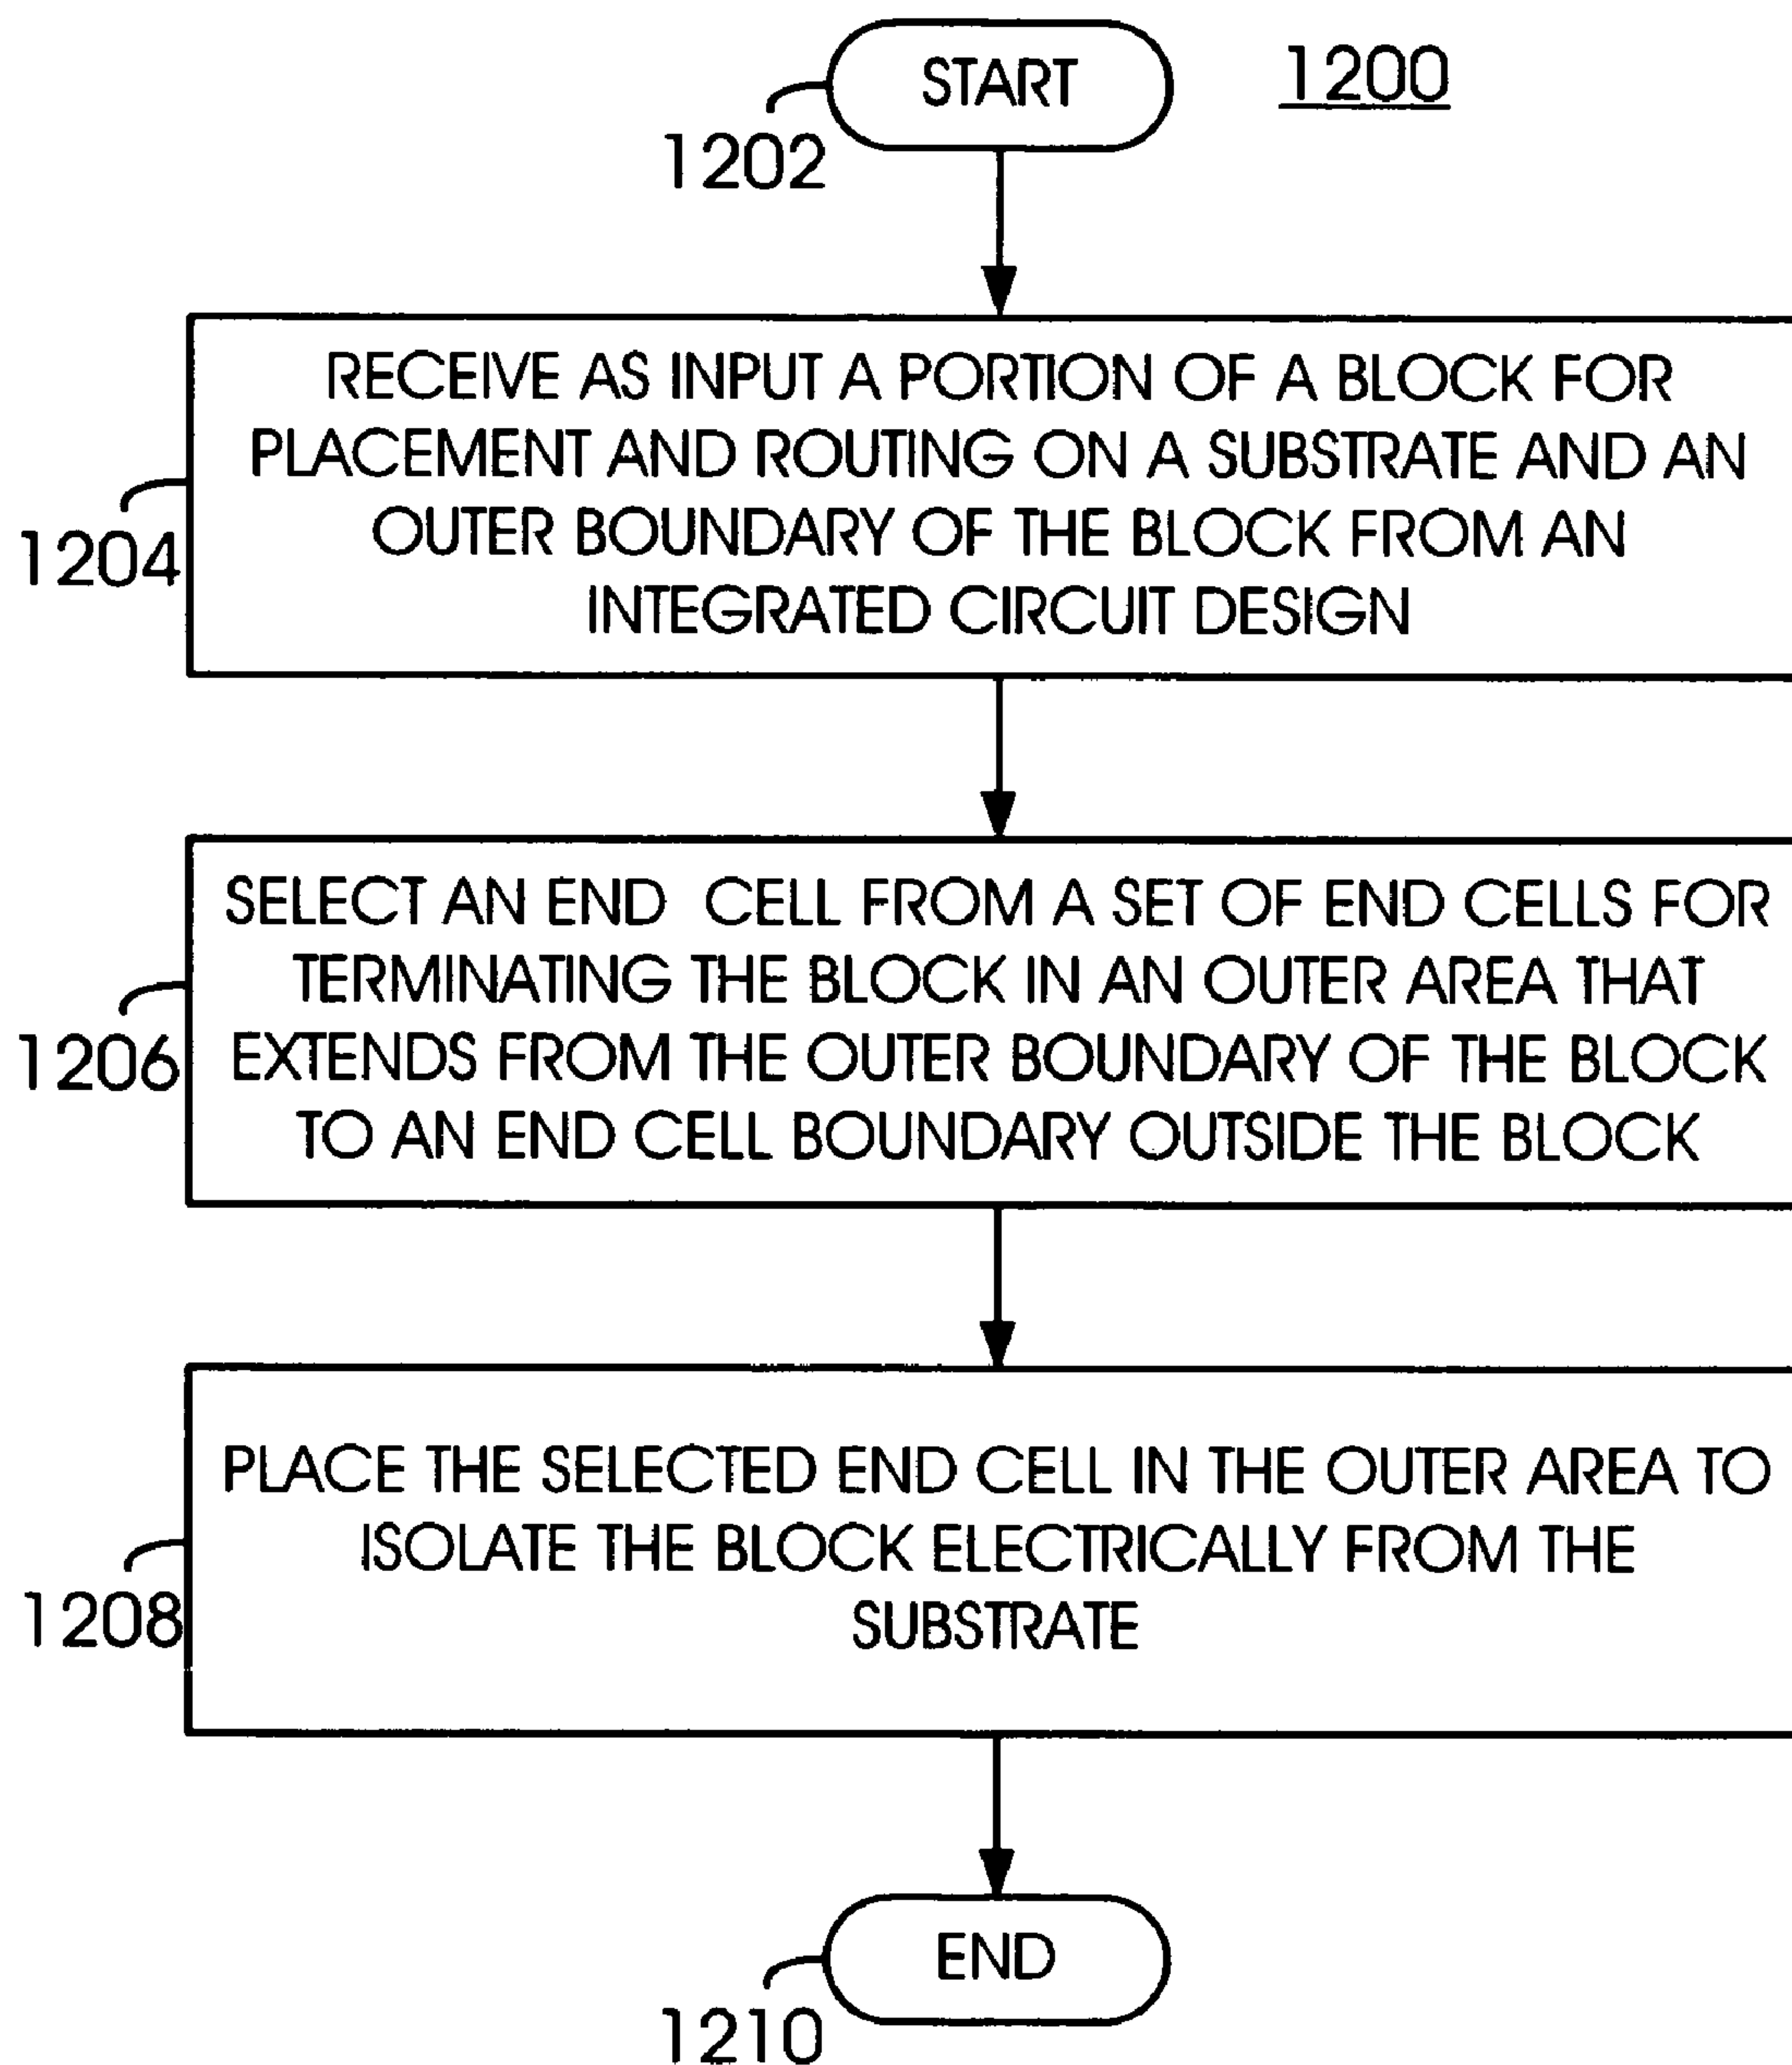 START
1200
1202
RECEIVE AS INPUT A PORTION OF A BLOCK FOR
PLACEMENT AND ROUTING ON A SUBSTRATE AND AN
OUTER BOUNDARY OF THE BLOCK FROM AN
INTEGRATED CIRCUIT DESIGN
1204
SELECT AN END CELL FROM A SET OF END CELLS FOR
TERMINATING THE BLOCK IN AN OUTER AREA THAT
EXTENDS FROM THE OUTER BOUNDARY OF THE BLOCK
TO AN END CELL BOUNDARY OUTSIDE THE BLOCK
1206
PLACE THE SELECTED END CELL IN THE OUTER AREA TO
ISOLATE THE BLOCK ELECTRICALLY FROM THE
SUBSTRATE
1208
END
1210